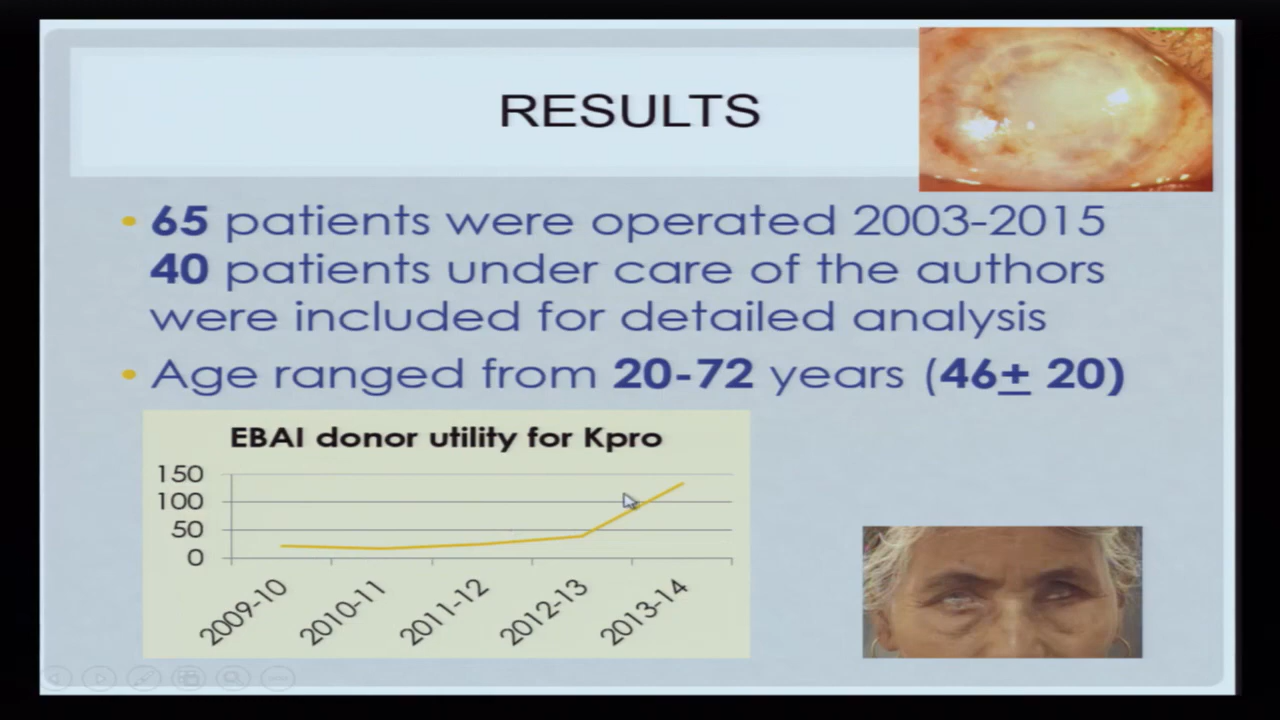 RESULTS
• 65 patients were operated 2003-2015
40 patients under care of the authors
were included for detailed analysis
• Age ranged from 20-72 years (46± 20)
EBAI donor utility for Kpro
150
100
50
0
2009-10
2010-11
2011-12
2012-13
2013-14